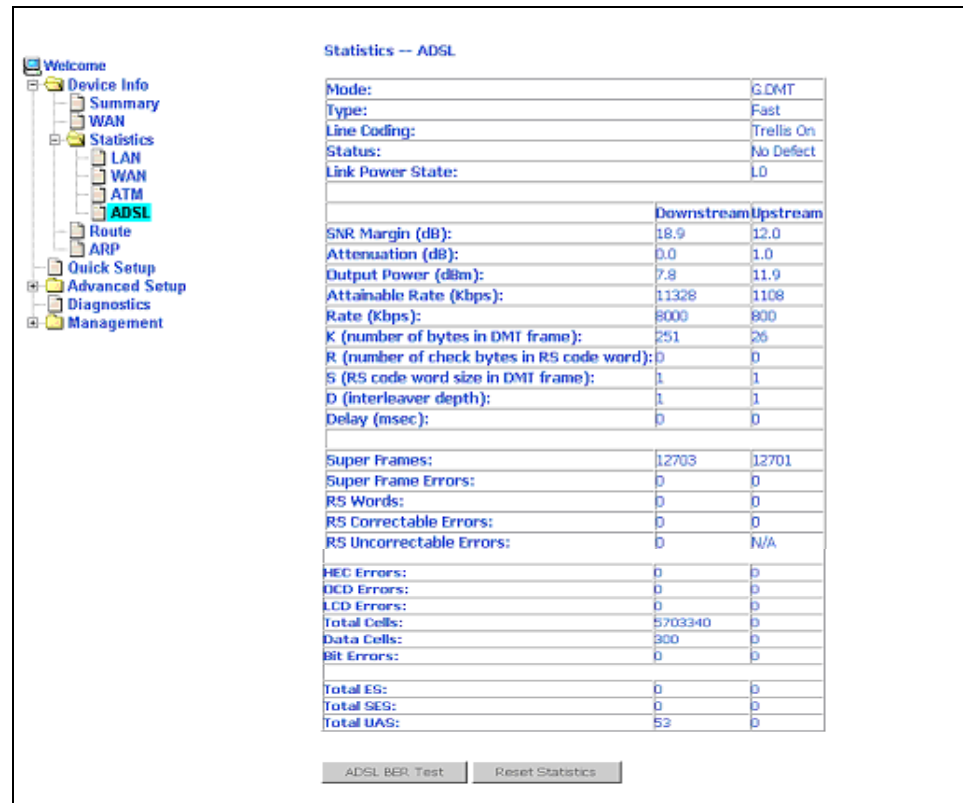 Welcome
Device Info
Summary
WAN
Statistics
LAN
WAN
ATM
ADSL
Route
ARP
Quick Setup
Advanced Setup
Diagnostics
Management
Statistics -- ADSL
Mode: G.DMT
Type: Fast
Line Coding: Trellis On
Status: No Defect
Link Power State: L0
Downstream Upstream
SNR Margin (dB): 18.9 12.0
Attenuation (dB): 0.0 1.0
Output Power (dBm): 7.8 11.9
Attainable Rate (Kbps): 11328 1108
Rate (Kbps): 8000 800
K (number of bytes in DMT frame): 251 26
R (number of check bytes in RS code word): 0 0
S (RS code word size in DMT frame): 1 1
D (interleaver depth): 1 1
Delay (msec): 0 0
Super Frames: 12703 12701
Super Frame Errors: 0 0
RS Words: 0 0
RS Correctable Errors: 0 0
RS Uncorrectable Errors: 0 N/A
HEC Errors: 0 0
OCD Errors: 0 0
LCD Errors: 0 0
Total Cells: 5703340 0
Data Cells: 300 0
Bit Errors: 0 0
Total ES: 0 0
Total SES: 0 0
Total UAS: 53 0
ADSL BER Test Reset Statistics